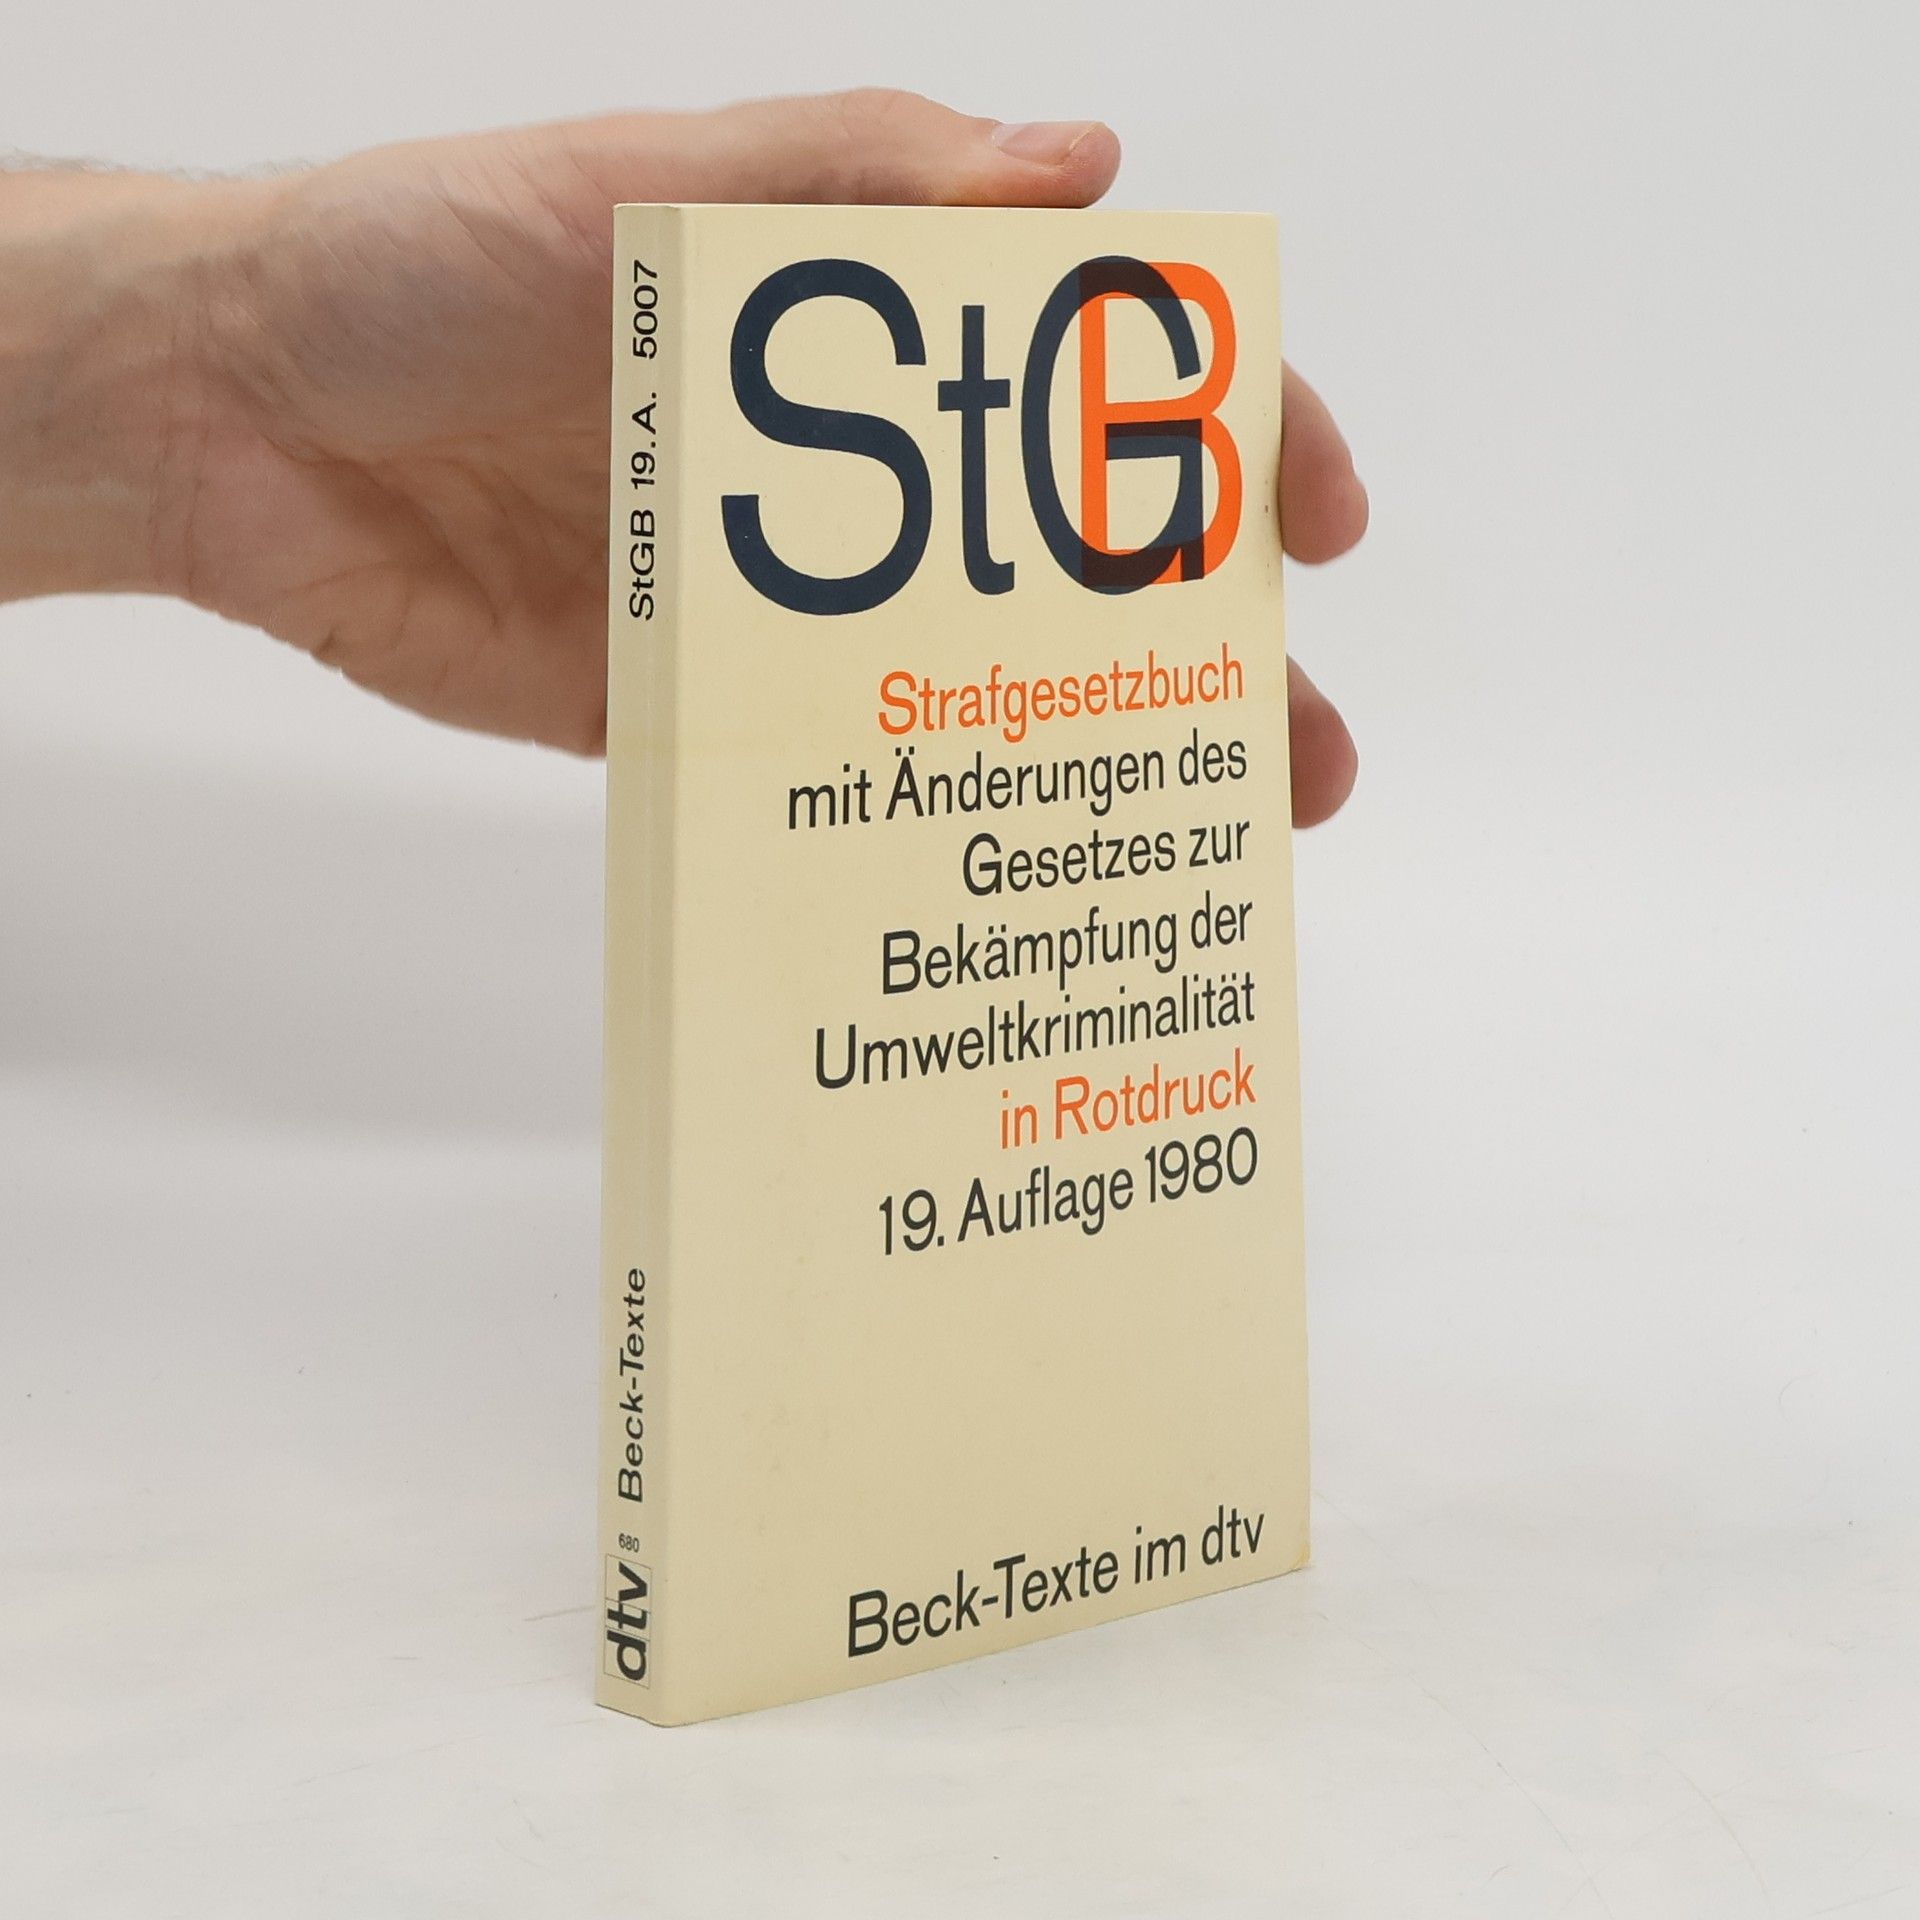 StGB 19.A. 5007
Beck-Texte
680
dtv
StGB
Strafgesetzbuch
mit Änderungen des
Gesetzes zur
Bekämpfung der
Umweltkriminalität
in Rotdruck
19. Auflage 1980
Beck-Texte im dtv